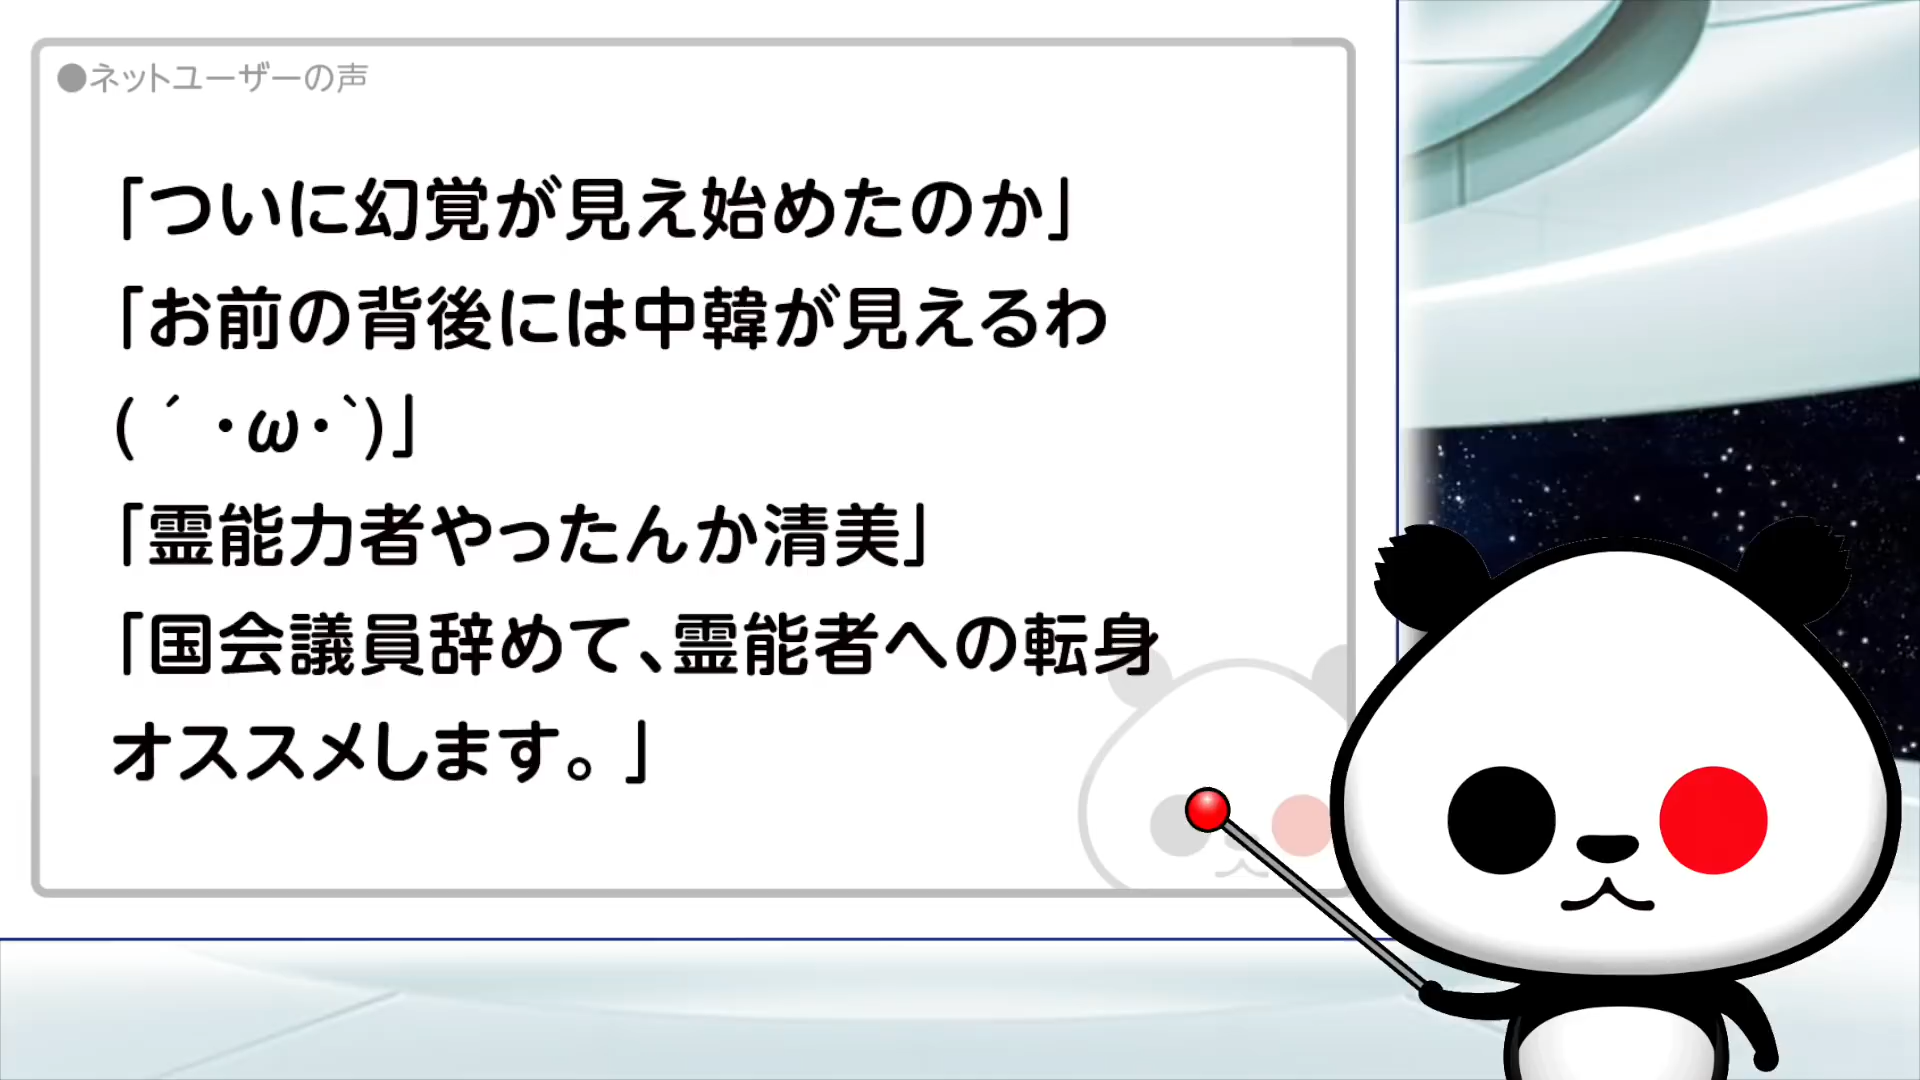 ●ネットユーザーの声
「ついに幻覚が見え始めたのか」
「お前の背後には中韓が見えるわ
(´・ω・`)」
「霊能力者やったんか清美」
「国会議員辞めて、霊能者への転身
オススメします。」